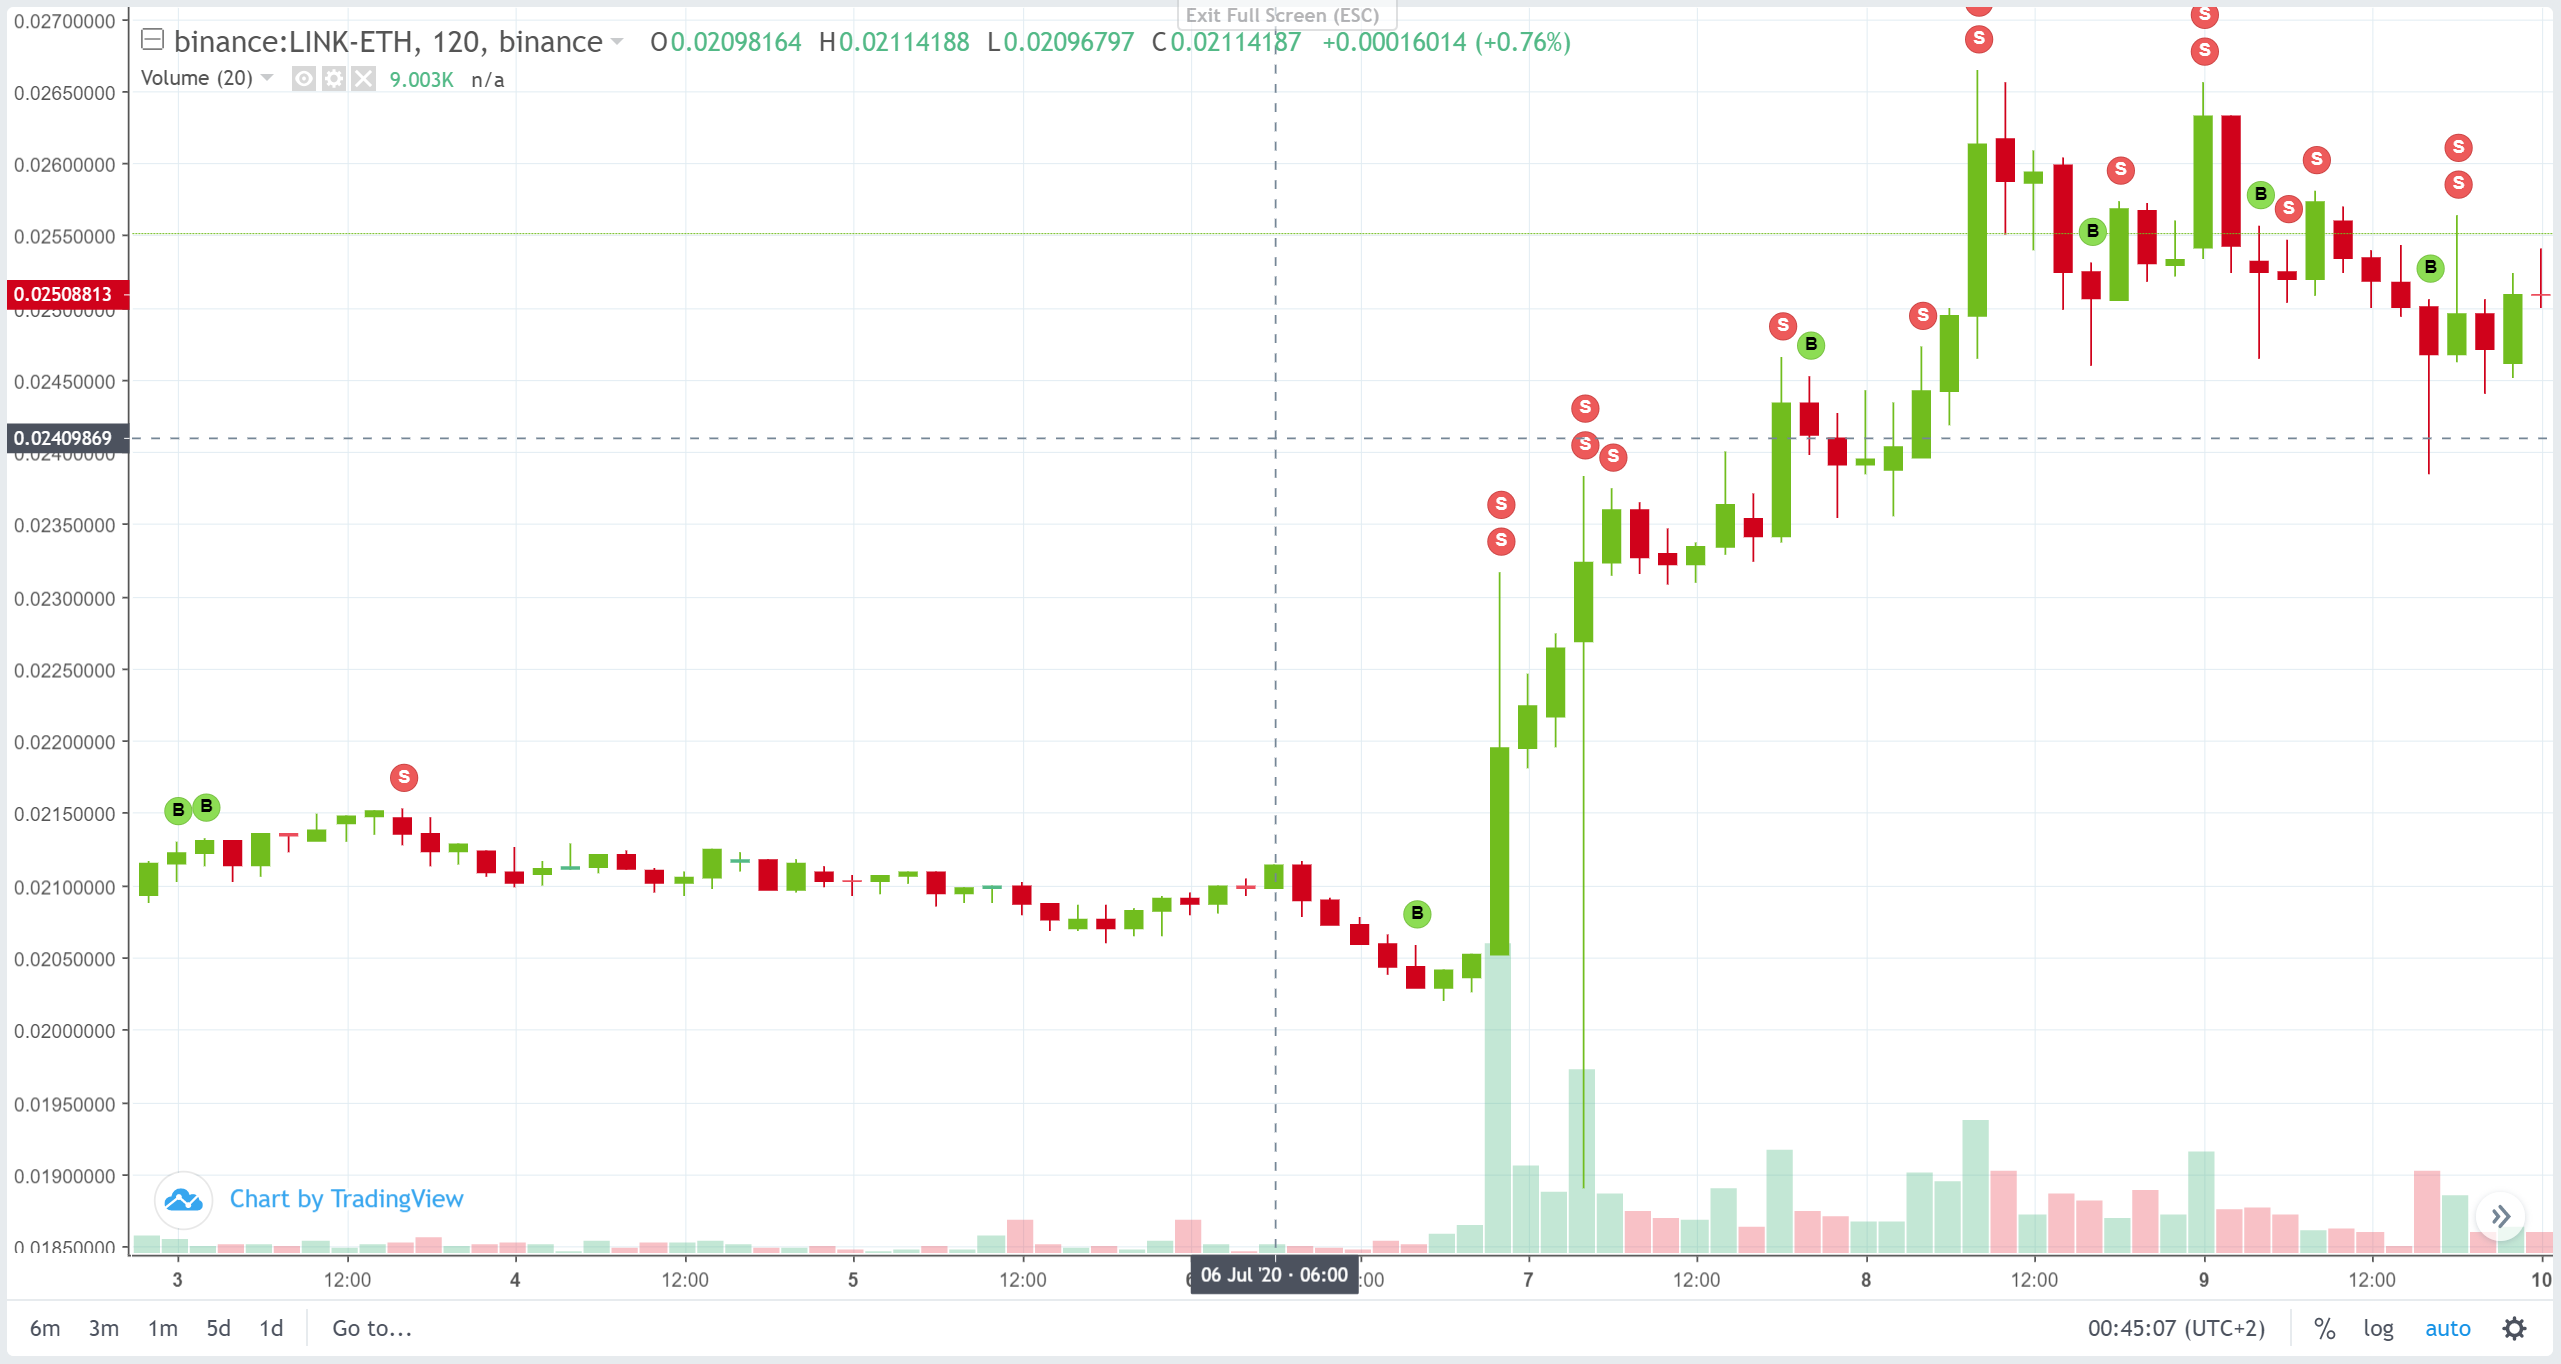 Exit Full Screen (ESC)
binance:LINK-ETH, 120, binance O0.02098164 H0.02114188 L0.02096797 C0.02114187 +0.00016014 (+0.76%)
Volume (20) 9.003K n/a
0.02700000
0.02650000
0.02600000
0.02550000
0.02508813
0.02500000
0.02450000
0.02409869
0.02400000
0.02350000
0.02300000
0.02250000
0.02200000
0.02150000
0.02100000
0.02050000
0.02000000
0.01950000
0.01900000
0.01850000
S S
S S
S
S S
B S B S
S
B
S S
B
S
S S
S
S
S
B B
B
Chart by TradingView
3 12:00 4 12:00 5 12:00 6 06 Jul '20 · 06:00 :00 7 12:00 8 12:00 9 12:00 10
6m 3m 1m 5d 1d Go to... 00:45:07 (UTC+2) % log auto